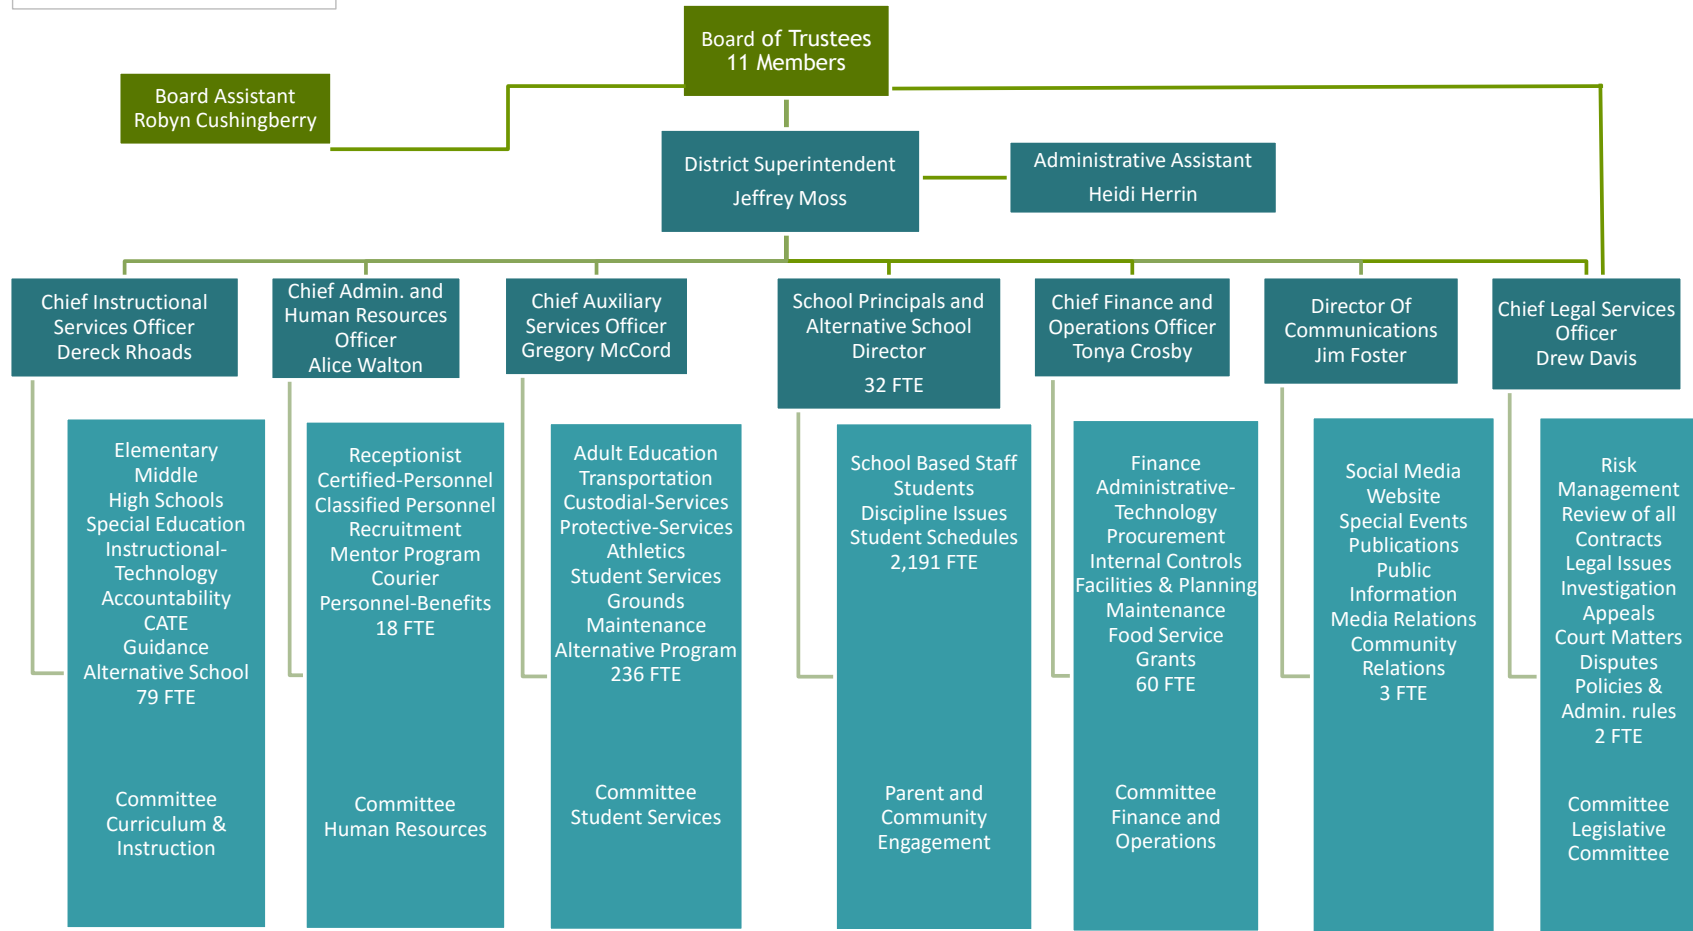 Board of Trustees
11 Members
Board Assistant
Robyn Cushingberry
District Superintendent
Jeffrey Moss
Administrative Assistant
Heidi Herrin
Chief Instructional
Services Officer
Dereck Rhoads
Chief Admin. and
Human Resources
Officer
Alice Walton
Chief Auxiliary
Services Officer
Gregory McCord
School Principals and
Alternative School
Director
32 FTE
Chief Finance and
Operations Officer
Tonya Crosby
Director Of
Communications
Jim Foster
Chief Legal Services
Officer
Drew Davis
Elementary
Middle
High Schools
Special Education
Instructional-
Technology
Accountability
CATE
Guidance
Alternative School
79 FTE
Committee
Curriculum &
Instruction
Receptionist
Certified-Personnel
Classified Personnel
Recruitment
Mentor Program
Courier
Personnel-Benefits
18 FTE
Committee
Human Resources
Adult Education
Transportation
Custodial-Services
Protective-Services
Athletics
Student Services
Grounds
Maintenance
Alternative Program
236 FTE
Committee
Student Services
School Based Staff
Students
Discipline Issues
Student Schedules
2,191 FTE
Parent and
Community
Engagement
Finance
Administrative-
Technology
Procurement
Internal Controls
Facilities & Planning
Maintenance
Food Service
Grants
60 FTE
Committee
Finance and
Operations
Social Media
Website
Special Events
Publications
Public
Information
Media Relations
Community
Relations
3 FTE
Risk
Management
Review of all
Contracts
Legal Issues
Investigation
Appeals
Court Matters
Disputes
Policies &
Admin. rules
2 FTE
Committee
Legislative
Committee